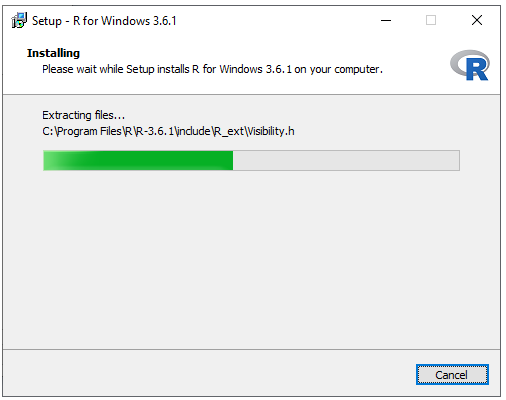 Setup - R for Windows 3.6.1
Installing
Please wait while Setup installs R for Windows 3.6.1 on your computer.
R
Extracting files...
C:\Program Files\R\R-3.6.1\include\R_ext\Visibility.h
Cancel